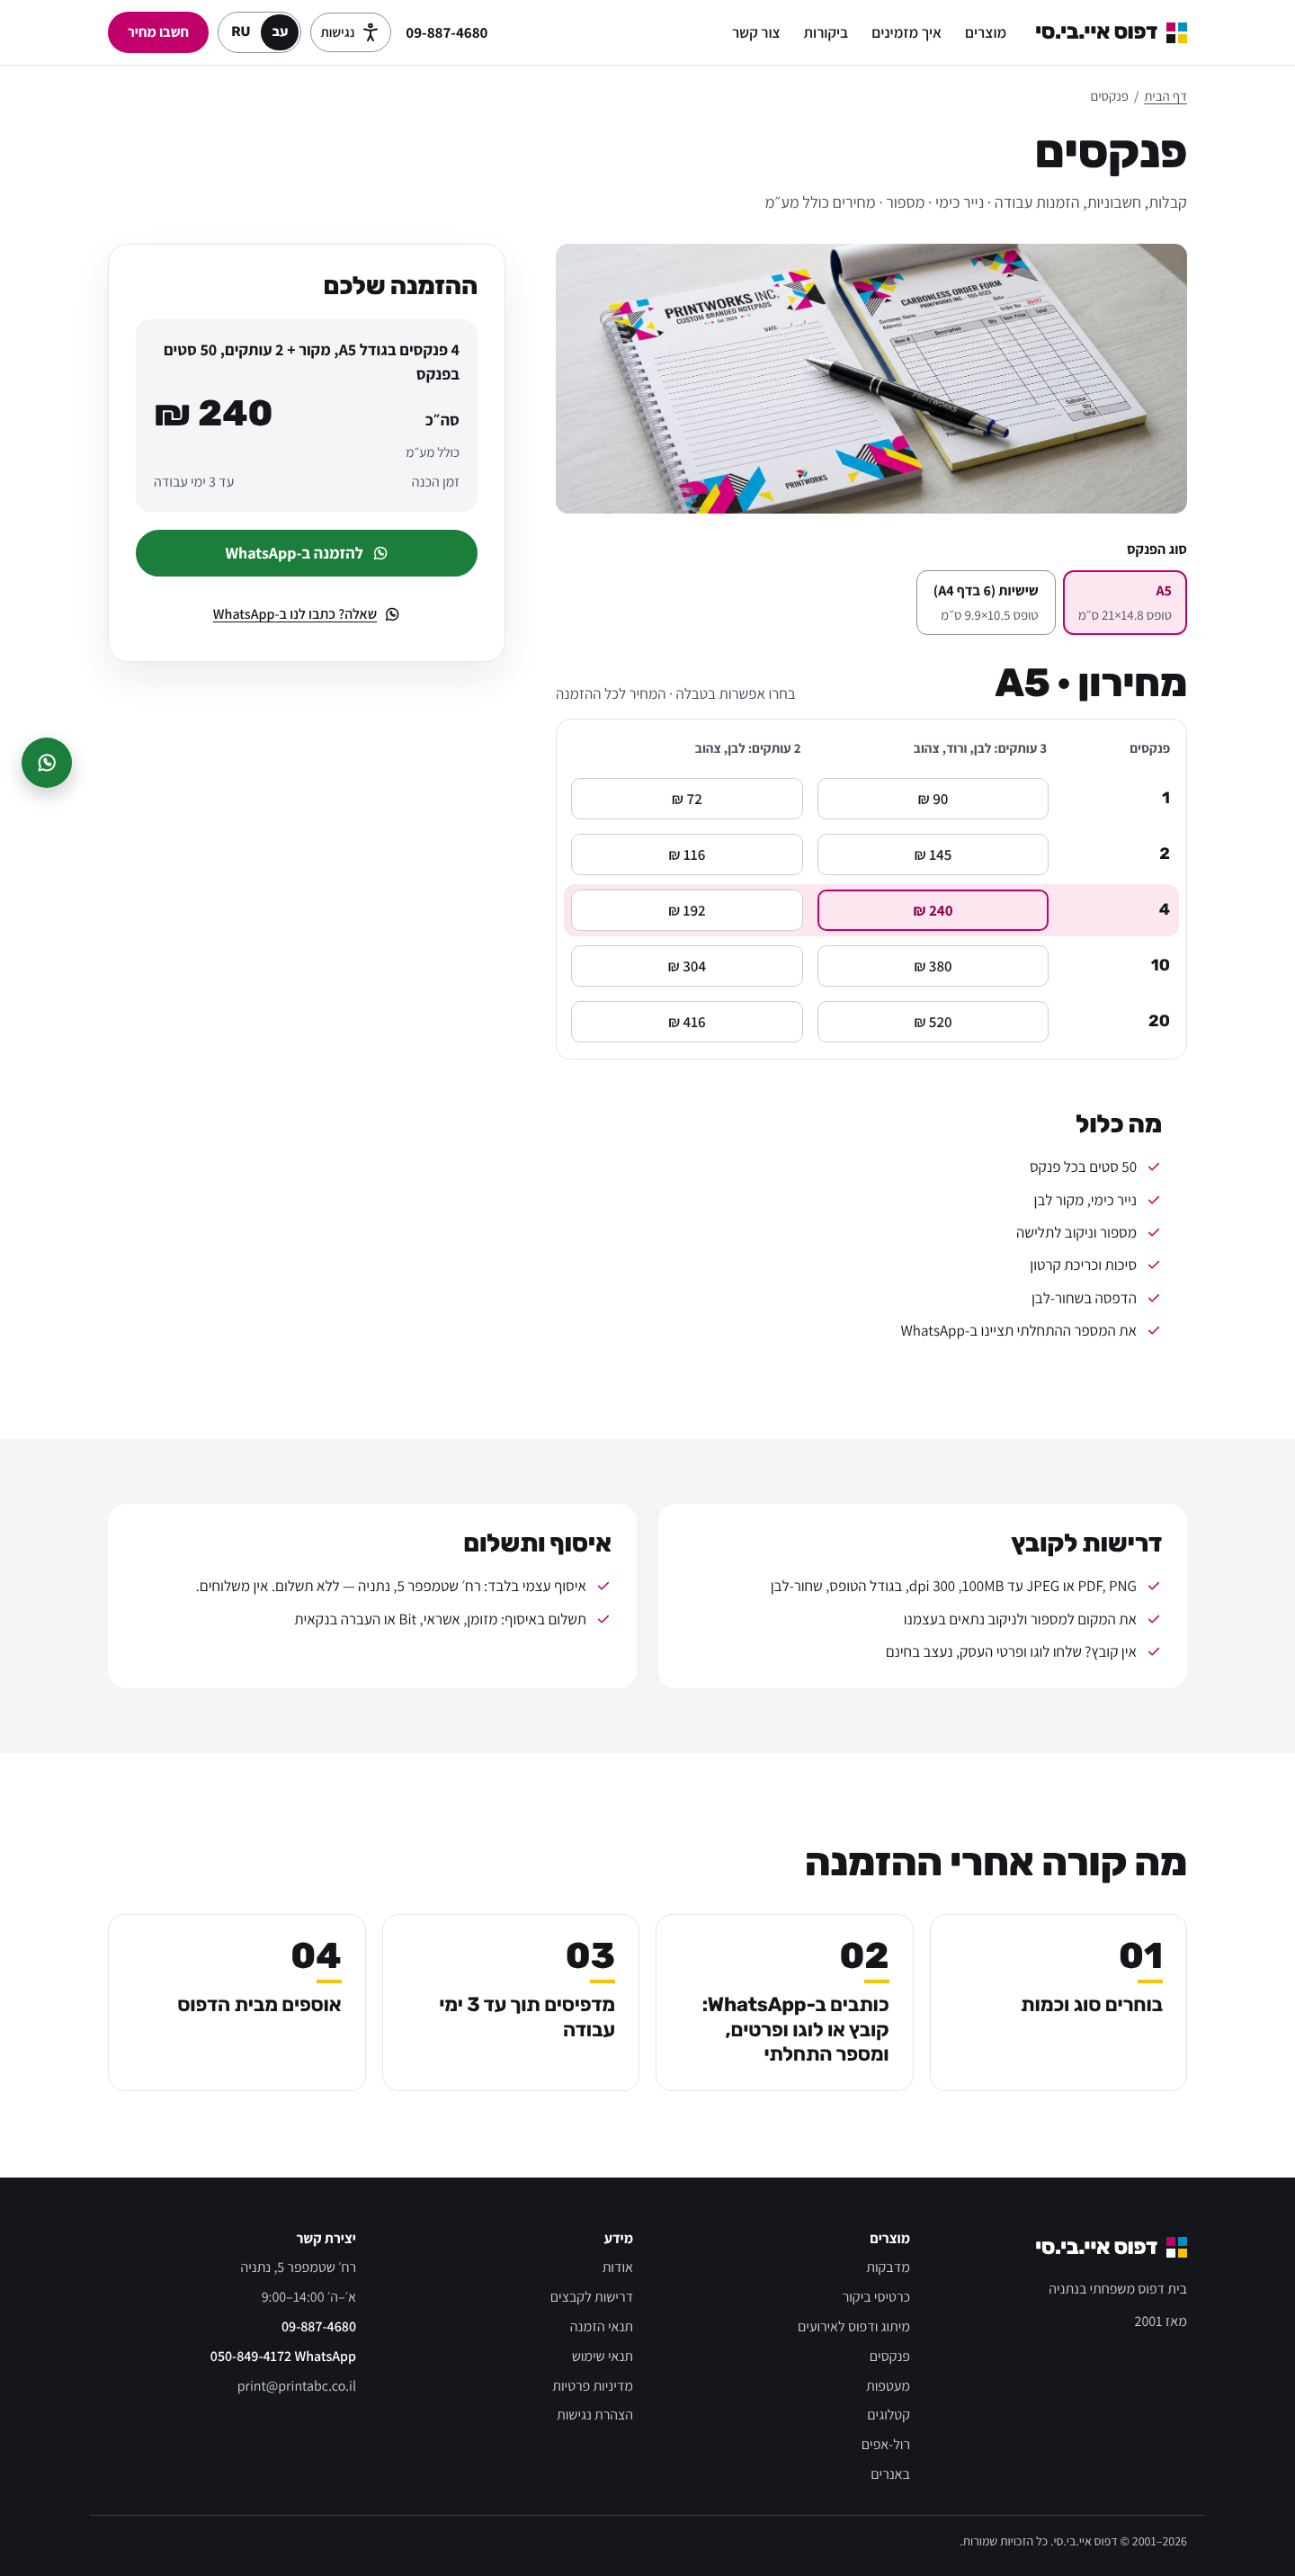 דפוס איי.בי.סי
מוצרים
איך מזמינים
ביקורות
צור קשר
09-887-4680
נגישות
עב
RU
חשבו מחיר
דף הבית / פנקסים
פנקסים
קבלות, חשבוניות, הזמנות עבודה · נייר כימי · מספור · מחירים כולל מע״מ
PRINTWORKS INC.
CUSTOM BRANDED NOTEPADS
DATE:
PRINTWORKS
CARBONLESS ORDER FORM
Customer Name:
Address:
Item #
Description
Qty
Unit Price
Total
Subtotal
Qty
Total
סוג הפנקס
A5
טופס 14.8×21 ס״מ
שישיות (6 בדף A4)
טופס 10.5×9.9 ס״מ
מחירון · A5
בחרו אפשרות בטבלה · המחיר לכל ההזמנה
פנקסים
3 עותקים: לבן, ורוד, צהוב
2 עותקים: לבן, צהוב
1
90 ₪
72 ₪
2
145 ₪
116 ₪
4
240 ₪
192 ₪
10
380 ₪
304 ₪
20
520 ₪
416 ₪
ההזמנה שלכם
4 פנקסים בגודל A5, מקור + 2 עותקים, 50 סטים
בפנקס
סה״כ
240 ₪
כולל מע״מ
זמן הכנה
עד 3 ימי עבודה
להזמנה ב-WhatsApp
שאלה? כתבו לנו ב-WhatsApp
מה כלול
50 סטים בכל פנקס
נייר כימי, מקור לבן
מספור וניקוב לתלישה
סיכות וכריכת קרטון
הדפסה בשחור-לבן
את המספר ההתחלתי תציינו ב-WhatsApp
דרישות לקובץ
PDF, PNG או JPEG עד 100MB, 300 dpi, בגודל הטופס, שחור-לבן
את המקום למספור ולניקוב נתאים בעצמנו
אין קובץ? שלחו לוגו ופרטי העסק, נעצב בחינם
איסוף ותשלום
איסוף עצמי בלבד: רח׳ שטמפפר 5, נתניה — ללא תשלום. אין משלוחים.
תשלום באיסוף: מזומן, אשראי, Bit או העברה בנקאית
מה קורה אחרי ההזמנה
01
בוחרים סוג וכמות
02
כותבים ב-WhatsApp:
קובץ או לוגו ופרטים,
ומספר התחלתי
03
מדפיסים תוך עד 3 ימי
עבודה
04
אוספים מבית הדפוס
דפוס איי.בי.סי
בית דפוס משפחתי בנתניה
מאז 2001
מוצרים
מדבקות
כרטיסי ביקור
מיתוג ודפוס לאירועים
פנקסים
מעטפות
קטלוגים
רול-אפים
באנרים
מידע
אודות
דרישות לקבצים
תנאי הזמנה
תנאי שימוש
מדיניות פרטיות
הצהרת נגישות
יצירת קשר
רח׳ שטמפפר 5, נתניה
א׳–ה׳ 9:00–14:00
09-887-4680
050-849-4172 WhatsApp
print@printabc.co.il
2001–2026 © דפוס איי.בי.סי. כל הזכויות שמורות.